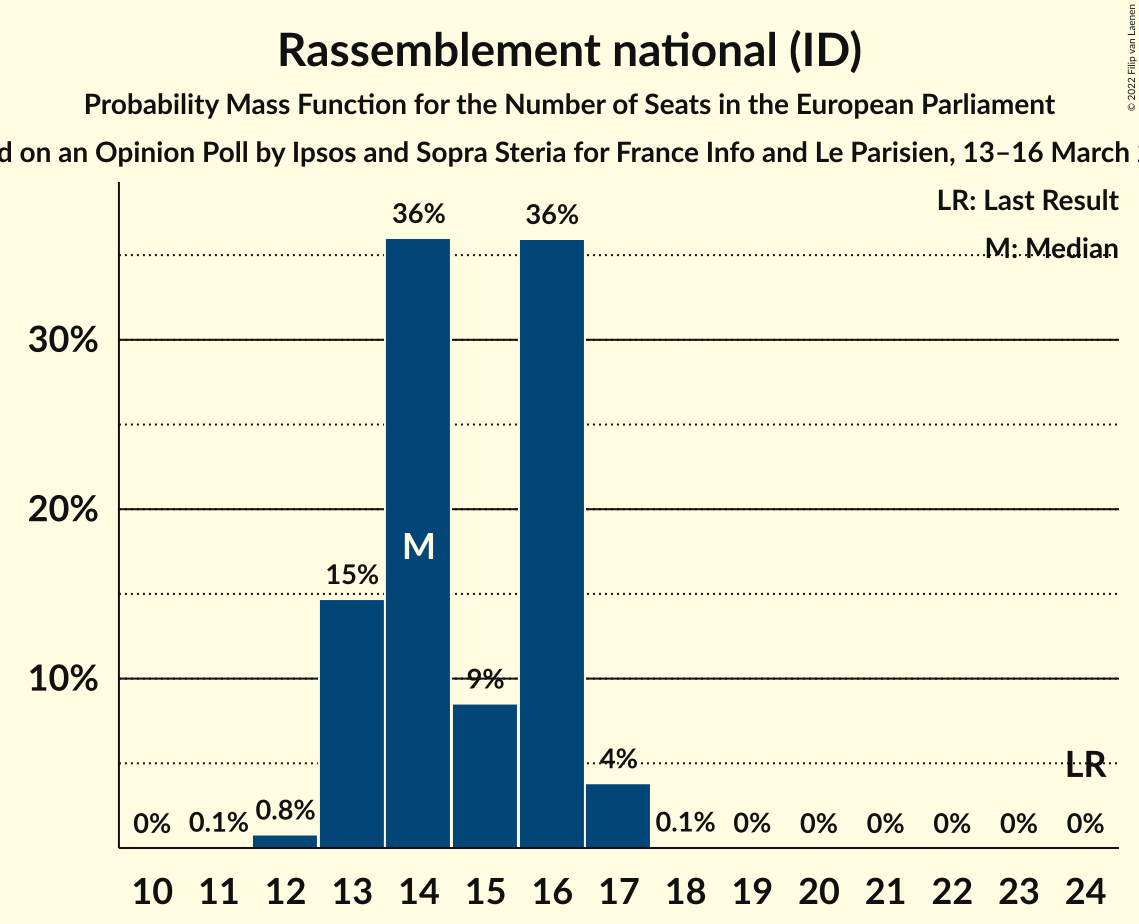 © 2022 Filip van Laenen
Rassemblement national (ID)
Probability Mass Function for the Number of Seats in the European Parliament
on an Opinion Poll by Ipsos and Sopra Steria for France Info and Le Parisien, 13–16 March
LR: Last Result
M: Median
36% 36%
30%
20%
M
15%
10%
9%
4%
LR
0% 0.1% 0.8% 0.1% 0% 0% 0% 0% 0% 0%
10 11 12 13 14 15 16 17 18 19 20 21 22 23 24